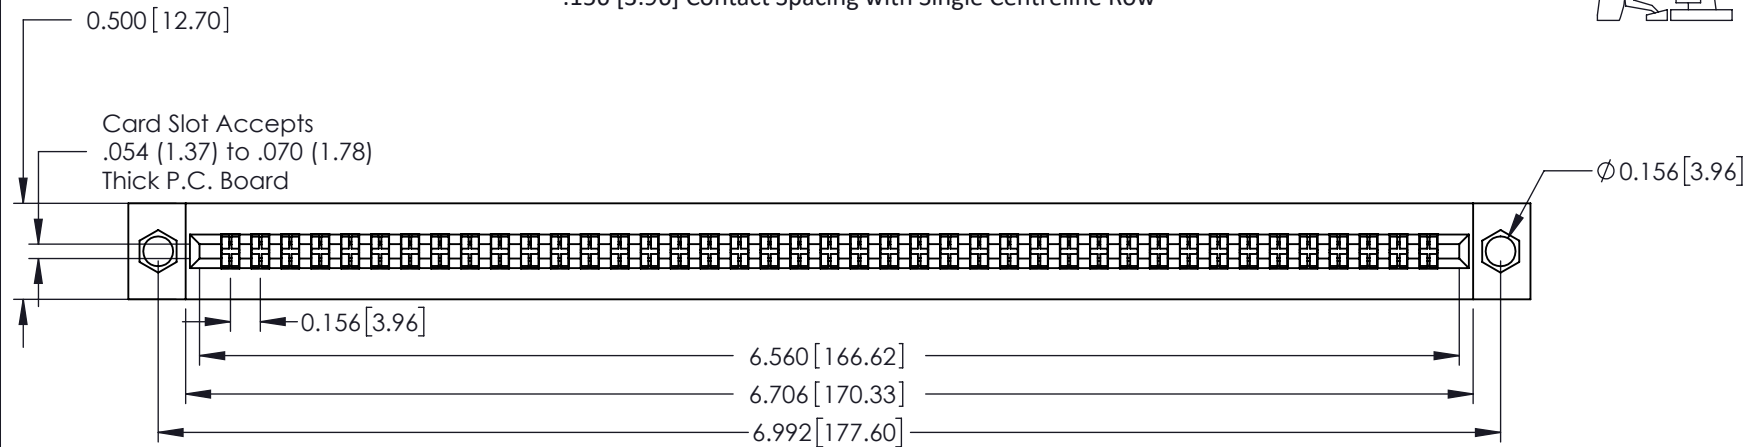 .156 [3.96] Contact Spacing with Single Centreline Row
0.500[12.70]
Card Slot Accepts
.054 (1.37) to .070 (1.78)
Thick P.C. Board
Ø0.156[3.96]
0.156[3.96]
6.560[166.62]
6.706[170.33]
6.992[177.60]